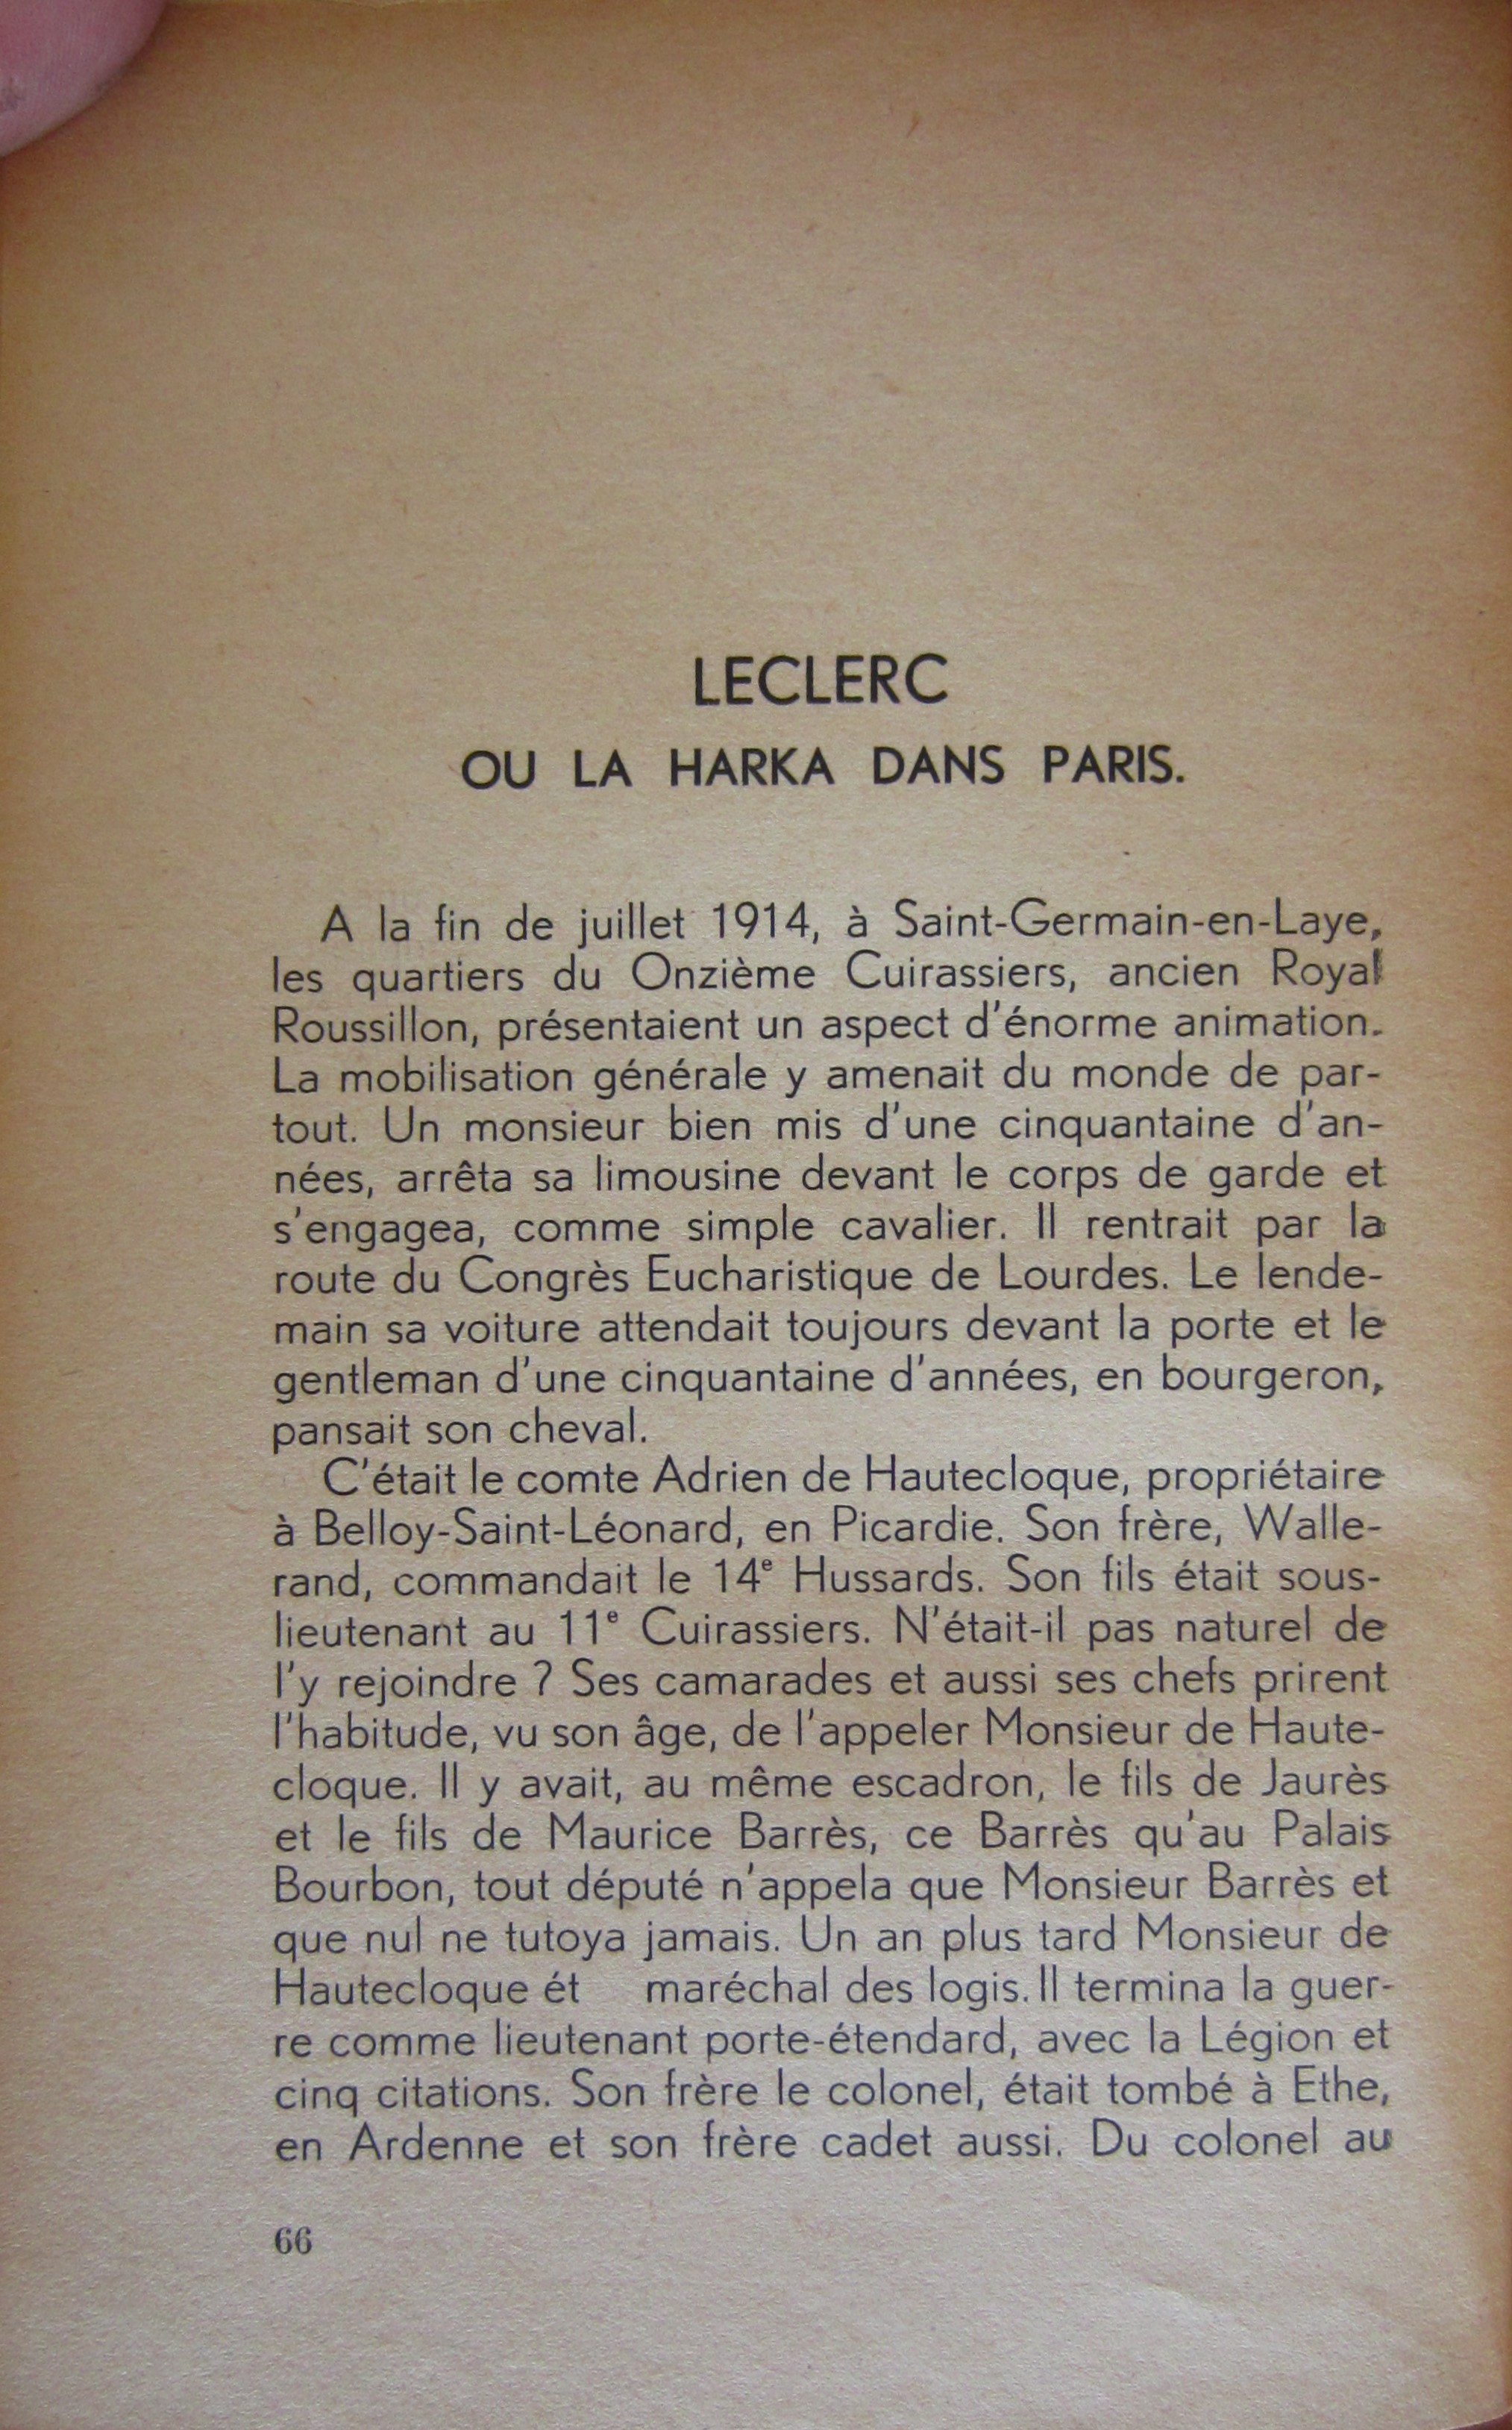 LECLERC
OU LA HARKA DANS PARIS.
A la fin de juillet 1914, à Saint-Germain-en-Laye,
les quartiers du Onzième Cuirassiers, ancien Royal
Roussillon, présentaient un aspect d'énorme animation.
La mobilisation générale y amenait du monde de par-
tout. Un monsieur bien mis d'une cinquantaine d'an-
nées, arrêta sa limousine devant le corps de garde et
s'engagea, comme simple cavalier. Il rentrait par la
route du Congrès Eucharistique de Lourdes. Le lende-
main sa voiture attendait toujours devant la porte et le
gentleman d'une cinquantaine d'années, en bourgeron,
pansait son cheval.
C'était le comte Adrien de Hautecloque, propriétaire
à Belloy-Saint-Léonard, en Picardie. Son frère, Walle-
rand, commandait le 14e Hussards. Son fils était sous-
lieutenant au 11e Cuirassiers. N'était-il pas naturel de
l'y rejoindre ? Ses camarades et aussi ses chefs prirent
l'habitude, vu son âge, de l'appeler Monsieur de Haute-
cloque. Il y avait, au même escadron, le fils de Jaurès
et le fils de Maurice Barrès, ce Barrès qu'au Palais
Bourbon, tout député n'appela que Monsieur Barrès et
que nul ne tutoya jamais. Un an plus tard Monsieur de
Hautecloque ét maréchal des logis. Il termina la guer-
re comme lieutenant porte-étendard, avec la Légion et
cinq citations. Son frère le colonel, était tombé à Ethe,
en Ardenne et son frère cadet aussi. Du colonel au
66